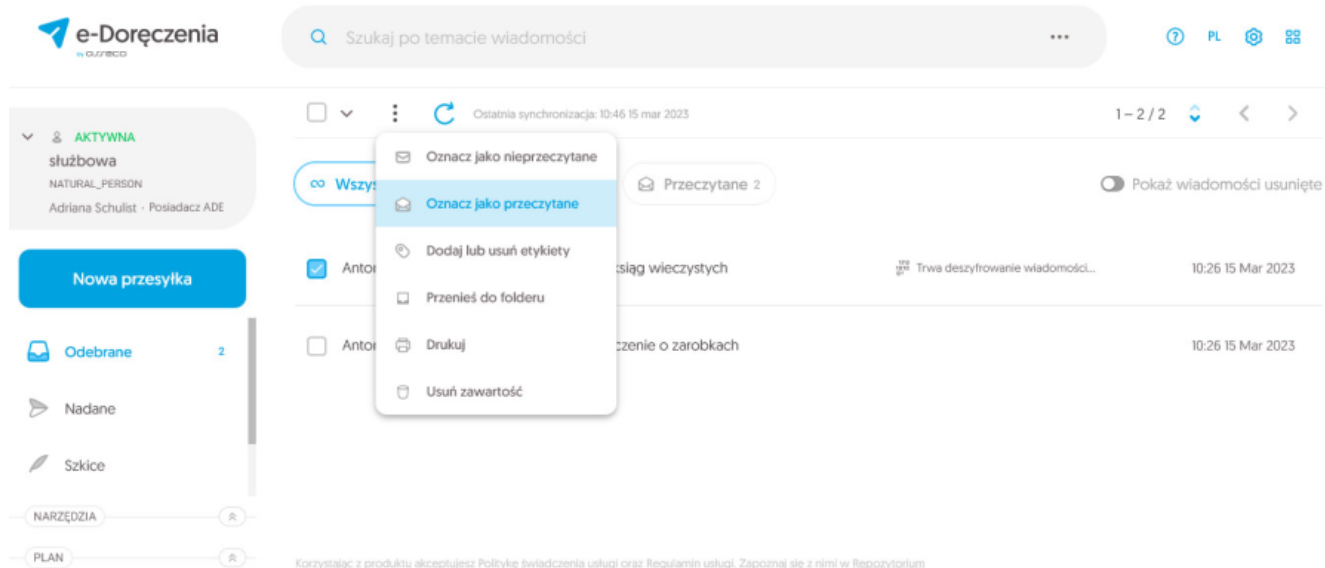 e-Doręczenia
by asseco
Szukaj po temacie wiadomości
PL
AKTYWNA
służbowa
NATURAL_PERSON
Adriana Schulist · Posiadacz ADE
Nowa przesyłka
Odebrane 2
Nadane
Szkice
NARZĘDZIA
PLAN
Ostatnia synchronizacja: 10:46 15 mar 2023
1 – 2 / 2
Wszys
Przeczytane 2
Pokaż wiadomości usunięte
Oznacz jako nieprzeczytane
Oznacz jako przeczytane
Dodaj lub usuń etykiety
Przenieś do folderu
Drukuj
Usuń zawartość
Anton ksiąg wieczystych Trwa deszyfrowanie wiadomości... 10:26 15 Mar 2023
Anton czenie o zarobkach 10:26 15 Mar 2023
Korzystając z produktu akceptujesz Politykę świadczenia usługi oraz Regulamin usługi. Zapoznaj się z nimi w Repozytorium